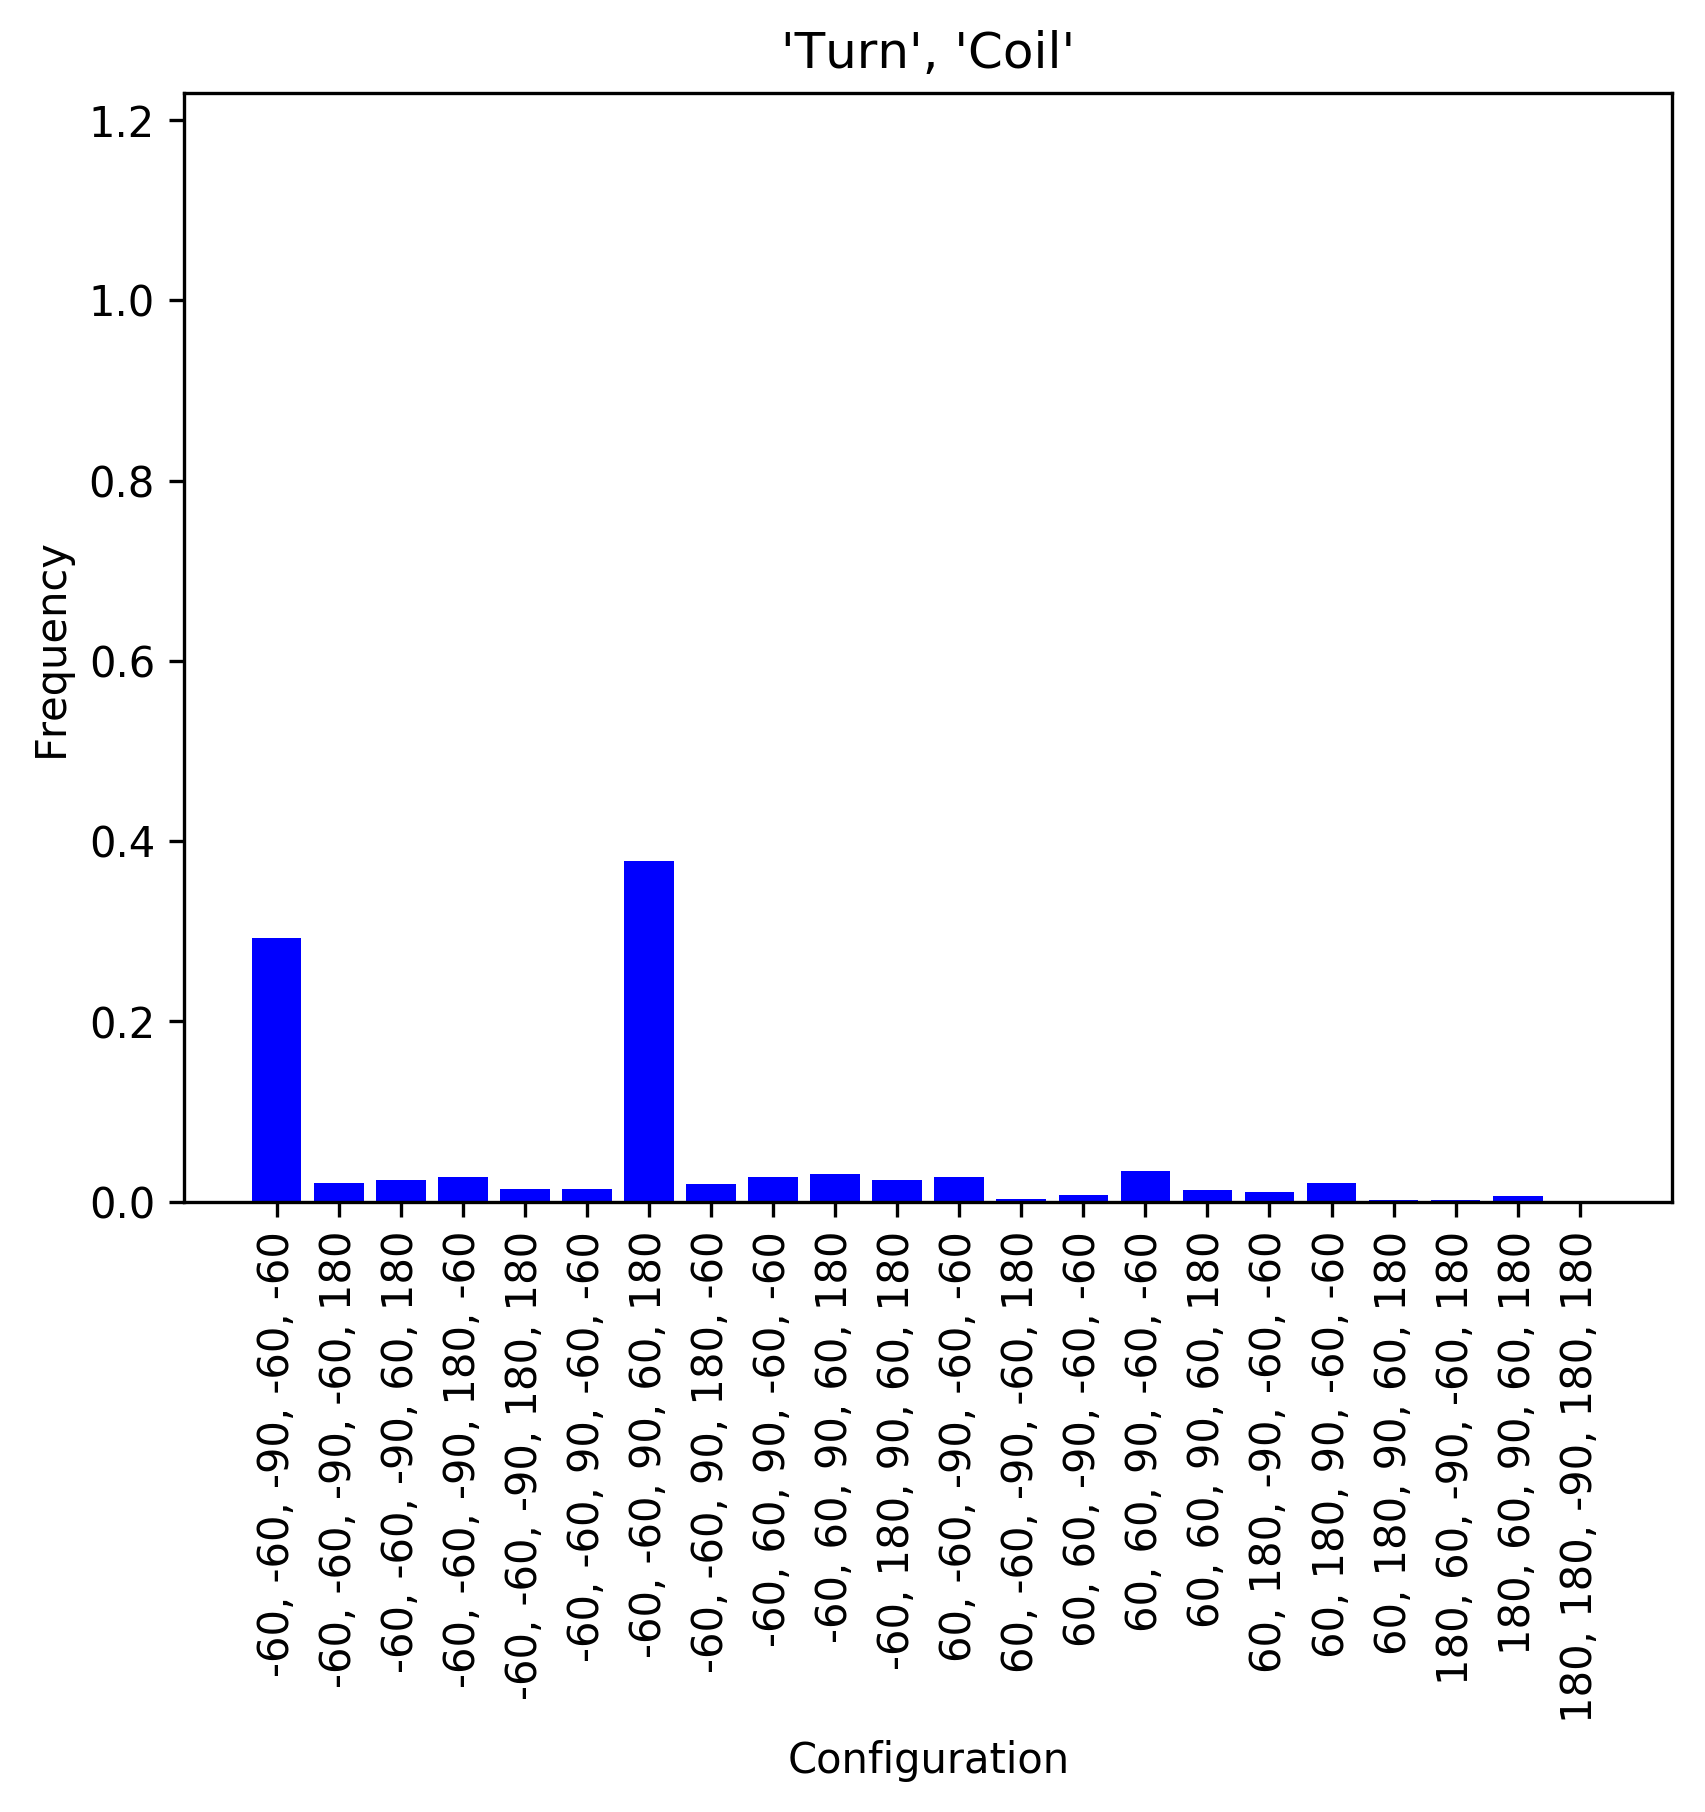 'Turn', 'Coil'
Frequency
1.2
1.0
0.8
0.6
0.4
0.2
0.0
-60, -60, -90, -60, -60
-60, -60, -90, -60, 180
-60, -60, -90, 60, 180
-60, -60, -90, 180, -60
-60, -60, -90, 180, 180
-60, -60, 90, -60, -60
-60, -60, 90, 60, 180
-60, -60, 90, 180, -60
-60, 60, 90, -60, -60
-60, 60, 90, 60, 180
-60, 180, 90, 60, 180
60, -60, -90, -60, -60
60, -60, -90, -60, 180
60, 60, -90, -60, -60
60, 60, 90, -60, -60
60, 60, 90, 60, 180
60, 180, -90, -60, -60
60, 180, 90, -60, -60
60, 180, 90, 60, 180
180, 60, -90, -60, 180
180, 60, 90, 60, 180
180, 180, -90, 180, 180
Configuration